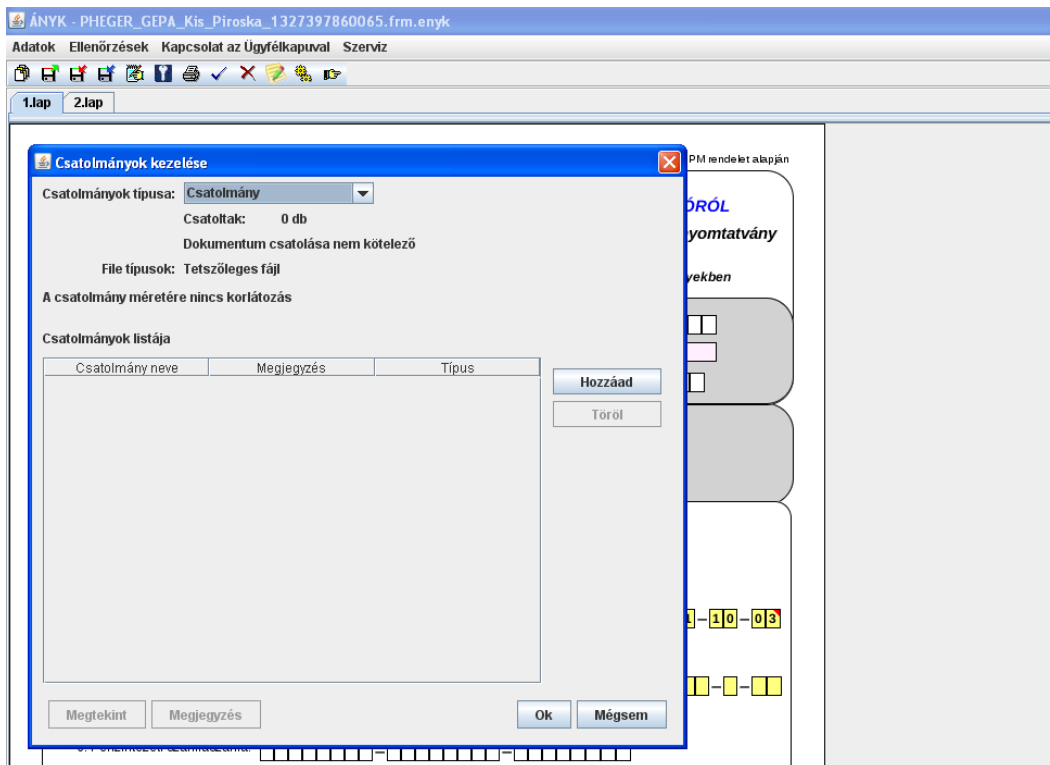 ÁNYK - PHEGER_GEPA_Kis_Piroska_1327397860065.frm.enyk
Adatok Ellenőrzések Kapcsolat az Ügyfélkapuval Szerviz
1.lap 2.lap
PM rendelet alapján
Csatolmányok kezelése
Csatolmányok típusa: Csatolmány
Csatoltak: 0 db
Dokumentum csatolása nem kötelező
File típusok: Tetszőleges fájl
A csatolmány méretére nincs korlátozás
Csatolmányok listája
Csatolmány neve Megjegyzés Típus
Hozzáad
Töröl
Megtekint Megjegyzés Ok Mégsem
ÓRÓL
yomtatvány
yekben
1-10-03